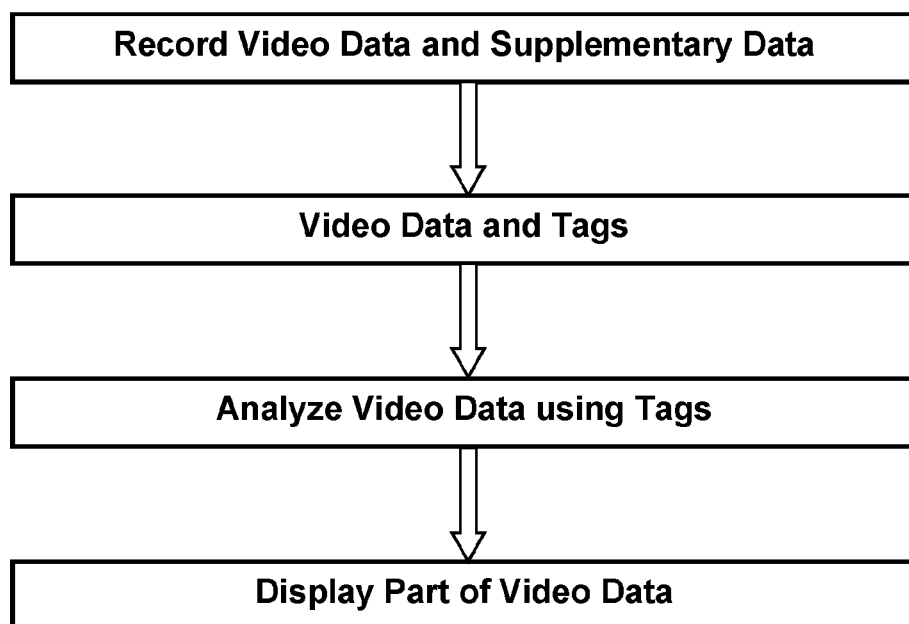 Record Video Data and Supplementary Data
Video Data and Tags
Analyze Video Data using Tags
Display Part of Video Data